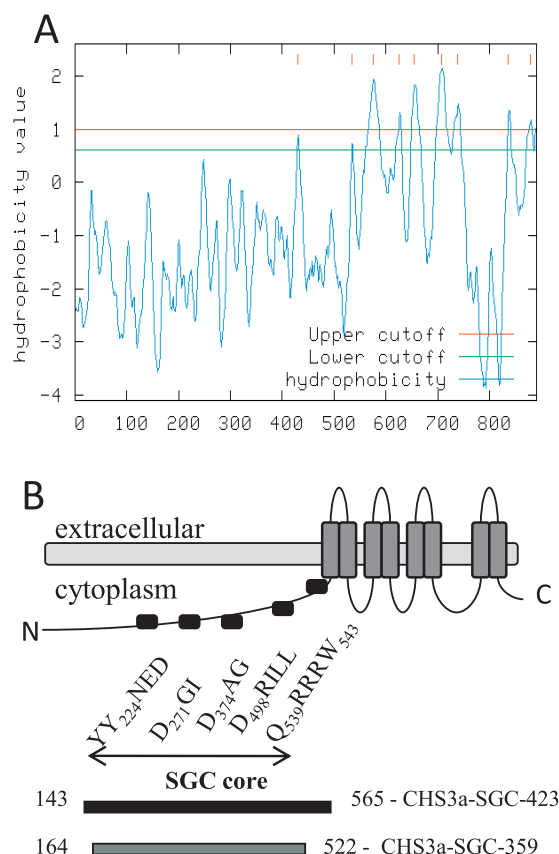 A
hydrophobicity value
2
1
0
-1
-2
-3
-4
Upper cutoff
Lower cutoff
hydrophobicity
0 100 200 300 400 500 600 700 800
B
extracellular
cytoplasm
N
C
YY224NED
D271GI
D374AG
D498RILL
Q539RRRW543
SGC core
143 565 - CHS3a-SGC-423
164 522 - CHS3a-SGC-359